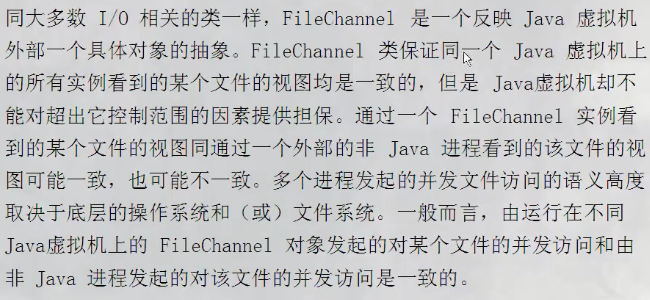 同大多数 I/O 相关的类一样，FileChannel 是一个反映 Java 虚拟机
外部一个具体对象的抽象。FileChannel 类保证同一个 Java 虚拟机上
的所有实例看到的某个文件的视图均是一致的，但是 Java虚拟机却不
能对超出它控制范围的因素提供担保。通过一个 FileChannel 实例看
到的某个文件的视图同通过一个外部的非 Java 进程看到的该文件的视
图可能一致，也可能不一致。多个进程发起的并发文件访问的语义高度
取决于底层的操作系统和（或）文件系统。一般而言，由运行在不同
Java虚拟机上的 FileChannel 对象发起的对某个文件的并发访问和由
非 Java 进程发起的对该文件的并发访问是一致的。